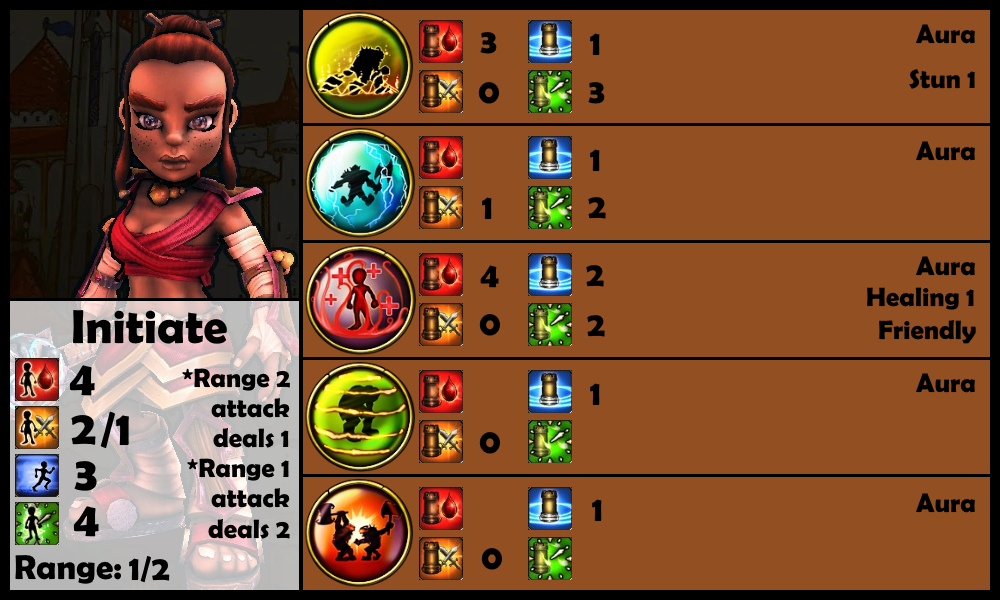 Initiate
4
2/1
3
4
*Range 2
attack
deals 1
*Range 1
attack
deals 2
Range: 1/2
3 1 Aura
0 3 Stun 1
1 Aura
1 2
4 2 Aura
Healing 1
0 2 Friendly
1 Aura
0
1 Aura
0